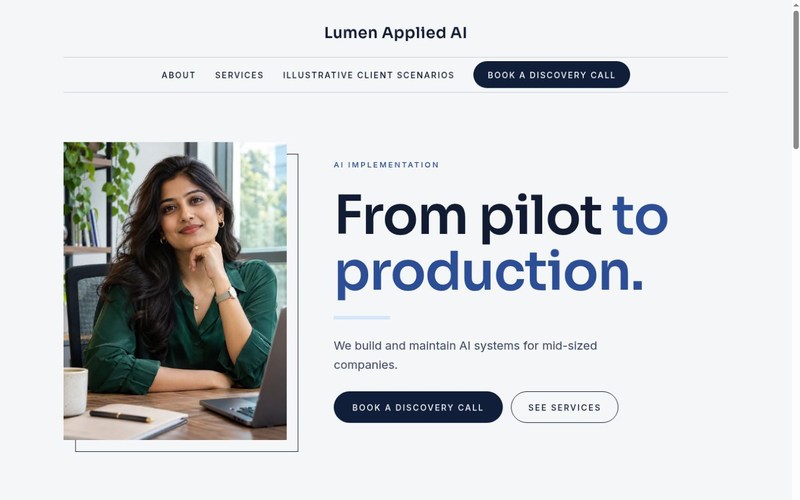 Lumen Applied AI
ABOUT SERVICES ILLUSTRATIVE CLIENT SCENARIOS BOOK A DISCOVERY CALL
AI IMPLEMENTATION
From pilot to
production.
We build and maintain AI systems for mid-sized
companies.
BOOK A DISCOVERY CALL SEE SERVICES